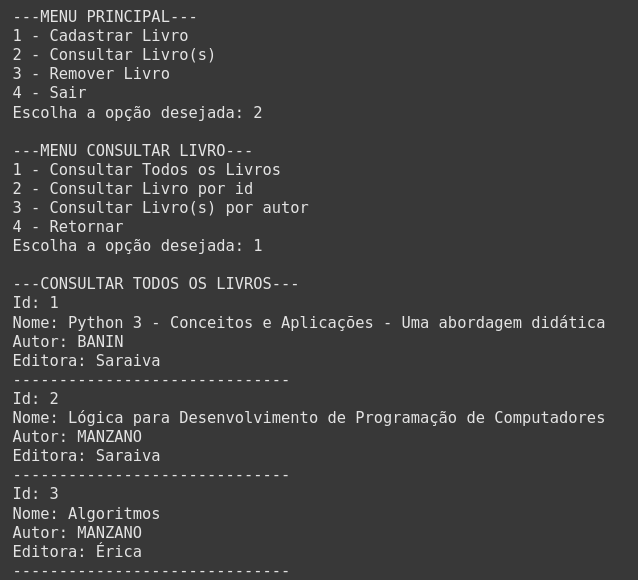 ---MENU PRINCIPAL---
1 - Cadastrar Livro
2 - Consultar Livro(s)
3 - Remover Livro
4 - Sair
Escolha a opção desejada: 2

---MENU CONSULTAR LIVRO---
1 - Consultar Todos os Livros
2 - Consultar Livro por id
3 - Consultar Livro(s) por autor
4 - Retornar
Escolha a opção desejada: 1

---CONSULTAR TODOS OS LIVROS---
Id: 1
Nome: Python 3 - Conceitos e Aplicações - Uma abordagem didática
Autor: BANIN
Editora: Saraiva
------------------------------
Id: 2
Nome: Lógica para Desenvolvimento de Programação de Computadores
Autor: MANZANO
Editora: Saraiva
------------------------------
Id: 3
Nome: Algoritmos
Autor: MANZANO
Editora: Érica
------------------------------